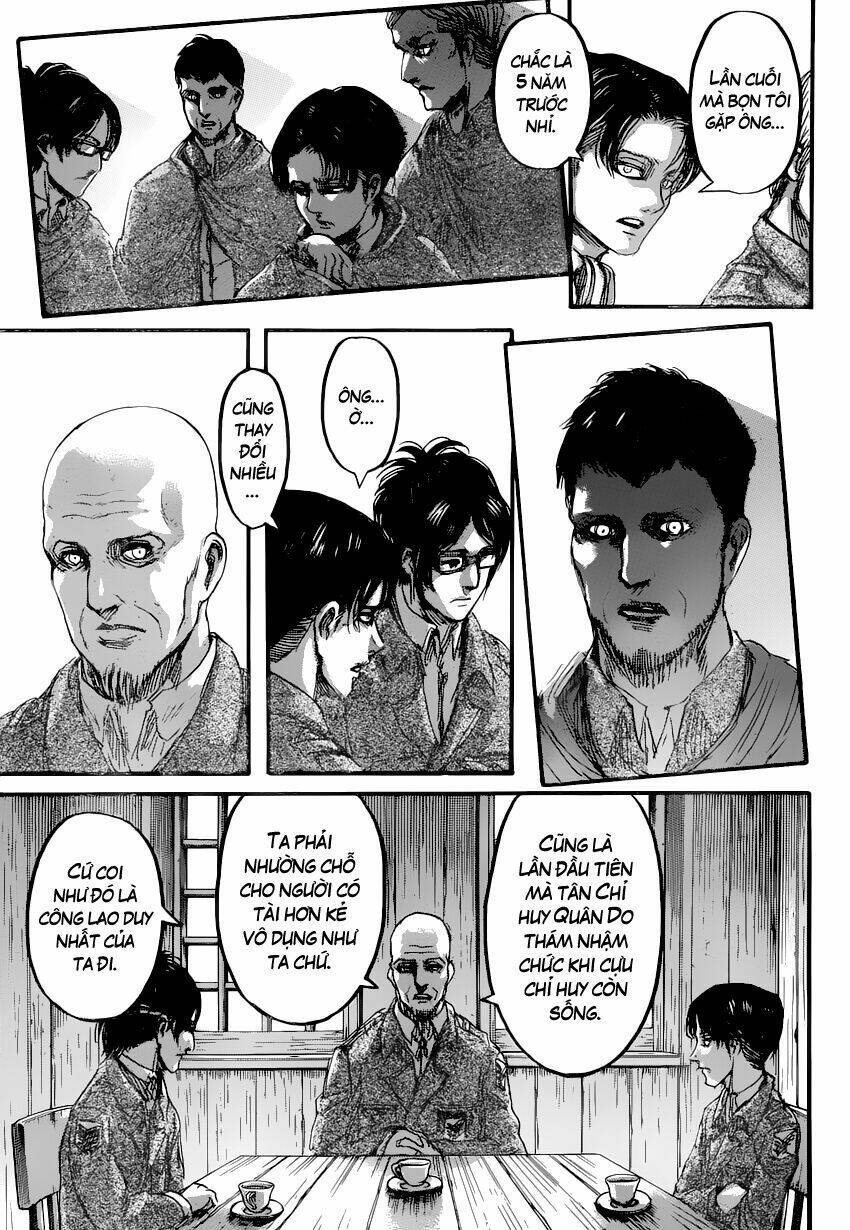 LẦN CUỐI
MÀ BỌN TÔI
GẶP ÔNG...
CHẮC LÀ
5 NĂM
TRƯỚC
NHỈ.
ÔNG...
Ờ...
CŨNG
THAY
ĐỔI
NHIỀU
...
CŨNG LÀ
LẦN ĐẦU TIÊN
MÀ TÂN CHỈ
HUY QUÂN DO
THÁM NHẬM
CHỨC KHI CỰU
CHỈ HUY CÒN
SỐNG.
TA PHẢI
NHƯỜNG CHỖ
CHO NGƯỜI CÓ
TÀI HƠN KẺ
VÔ DỤNG NHƯ
TA CHỨ.
CỨ COI
NHƯ ĐÓ LÀ
CÔNG LAO DUY
NHẤT CỦA
TA ĐI.